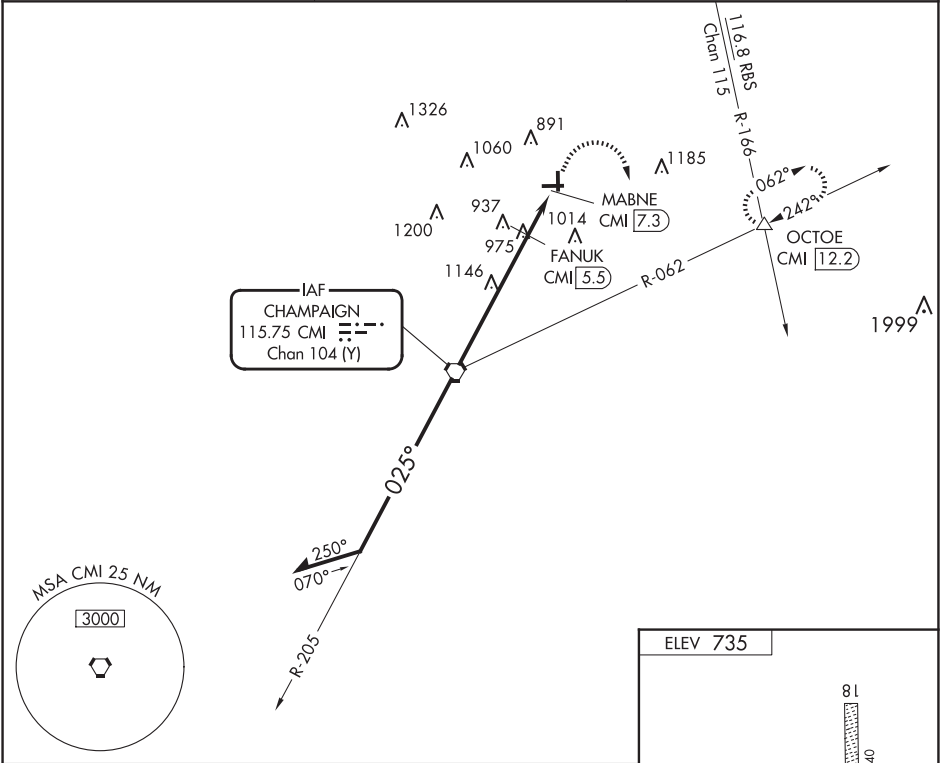 116.8 RBS
Chan 115
R-166
1326
891
1060
1185
062°
242°
MABNE
CMI 7.3
937
1014
1200
975
FANUK
CMI 5.5
OCTOE
CMI 12.2
1146
R-062
IAF
CHAMPAIGN
115.75 CMI
Chan 104 (Y)
1999
025°
250°
070°
R-205
MSA CMI 25 NM
3000
ELEV 735
18
40